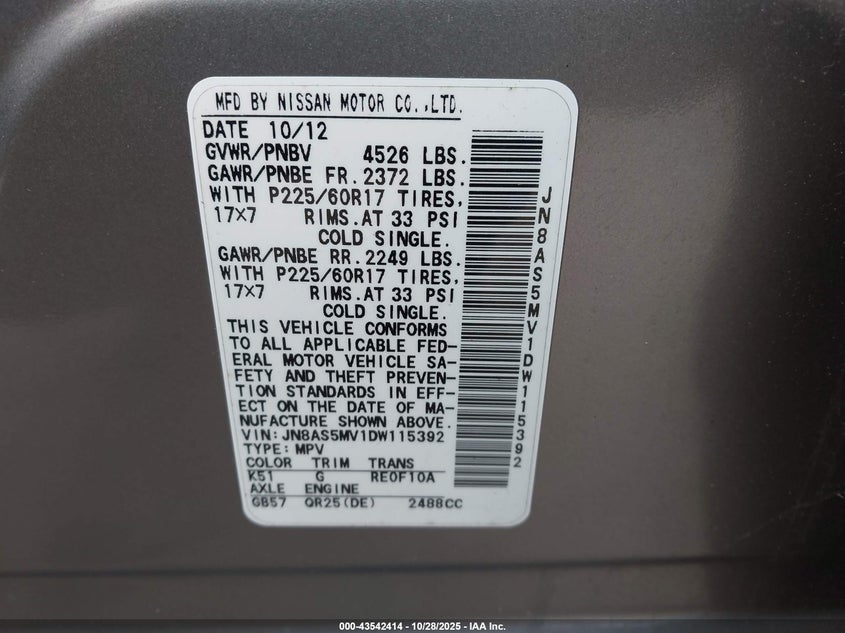 MFD BY NISSAN MOTOR CO.,LTD.
DATE 10/12
GVWR/PNBV 4526 LBS.
GAWR/PNBE FR. 2372 LBS.
WITH P225/60R17 TIRES,
17×7 RIMS.AT 33 PSI
COLD SINGLE.
GAWR/PNBE RR. 2249 LBS.
WITH P225/60R17 TIRES,
17×7 RIMS.AT 33 PSI
COLD SINGLE.
THIS VEHICLE CONFORMS
TO ALL APPLICABLE FED-
ERAL MOTOR VEHICLE SA-
FETY AND THEFT PREVEN-
TION STANDARDS IN EFF-
ECT ON THE DATE OF MA-
NUFACTURE SHOWN ABOVE.
VIN:JN8AS5MV1DW115392
TYPE:MPV
COLOR TRIM TRANS
K51 G RE0F10A
AXLE ENGINE
GB57 QR25(DE) 2488CC
JN8AS5MV1DW115392
000-43542414 - 10/28/2025 - IAA Inc.